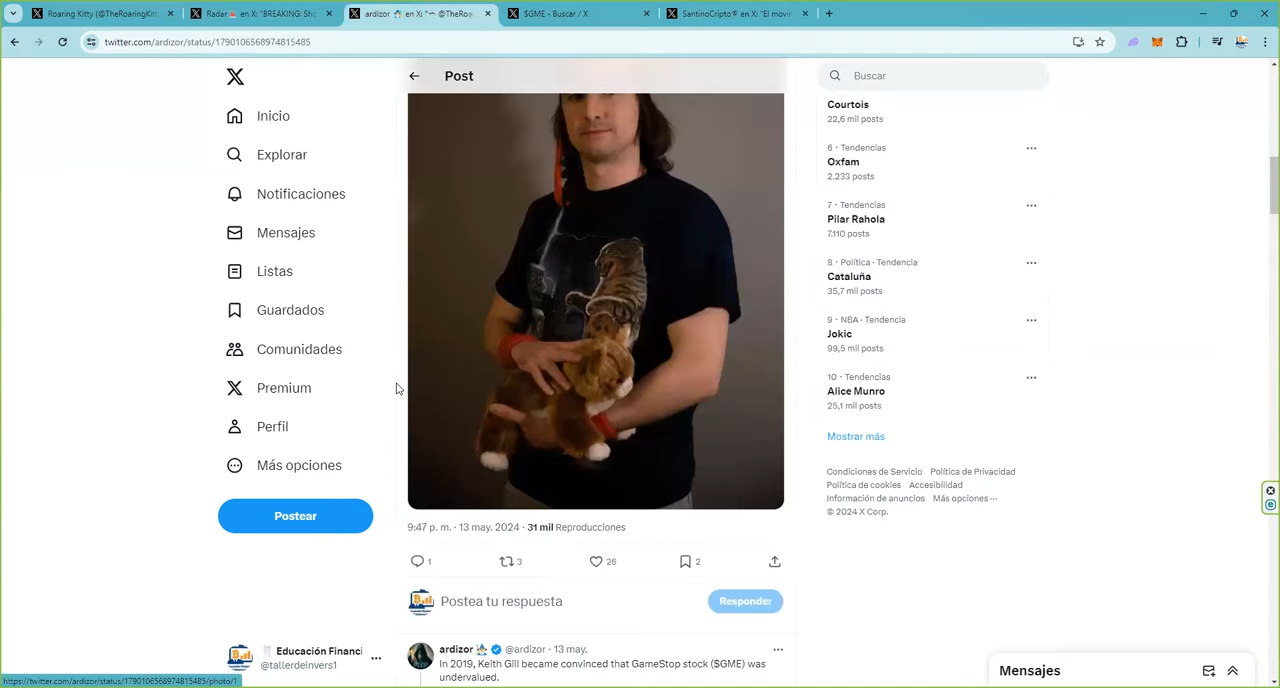 Roaring Kitty (@TheRoaringKit
Radar🚨 en X: "BREAKING: Sho
ardizor 🧙‍♂️ en X: "🐱 @TheRoa
$GME - Buscar / X
SantinoCripto® en X: "El movi
twitter.com/ardizor/status/1790106568974815485
Post
Buscar
Inicio
Explorar
Notificaciones
Mensajes
Listas
Guardados
Comunidades
Premium
Perfil
Más opciones
Postear
Educación Financi
@tallerdeinvers1
9:47 p. m. · 13 may. 2024 · 31 mil Reproducciones
1
3
26
2
Postea tu respuesta
Responder
ardizor 🧙‍♂️ @ardizor · 13 may.
In 2019, Keith Gill became convinced that GameStop stock ($GME) was
undervalued.
Courtois
22,6 mil posts
6 · Tendencias
Oxfam
2.233 posts
7 · Tendencias
Pilar Rahola
7.110 posts
8 · Política · Tendencia
Cataluña
35,7 mil posts
9 · NBA · Tendencia
Jokic
99,5 mil posts
10 · Tendencias
Alice Munro
25,1 mil posts
Mostrar más
Condiciones de Servicio Política de Privacidad
Política de cookies Accesibilidad
Información de anuncios Más opciones ···
© 2024 X Corp.
Mensajes
https://twitter.com/ardizor/status/1790106568974815485/photo/1